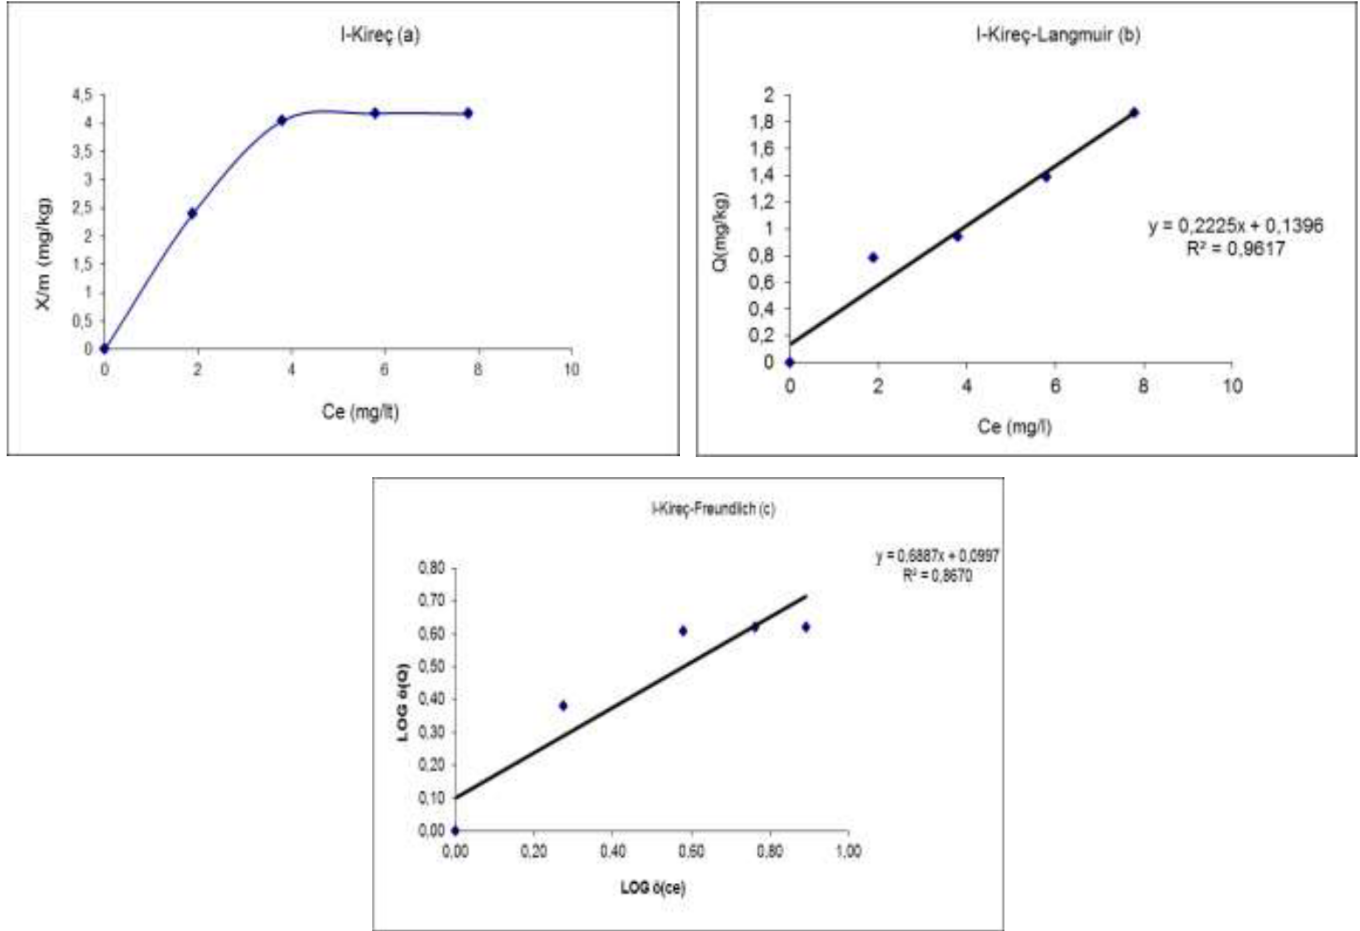 I-Kireç (a)
4,5
4
3,5
3
2,5
2
1,5
1
0,5
0
X/m (mg/kg)
0 2 4 6 8 10
Ce (mg/lt)
I-Kireç-Langmuir (b)
2
1,8
1,6
1,4
1,2
1
0,8
0,6
0,4
0,2
0
Q(mg/kg)
y = 0,2225x + 0,1396
R² = 0,9617
0 2 4 6 8 10
Ce (mg/l)
I-Kireç-Freundlich (c)
y = 0,6887x + 0,0997
R² = 0,8670
0,80
0,70
0,60
0,50
0,40
0,30
0,20
0,10
0,00
LOG ö(Q)
0,00 0,20 0,40 0,60 0,80 1,00
LOG ö(ce)